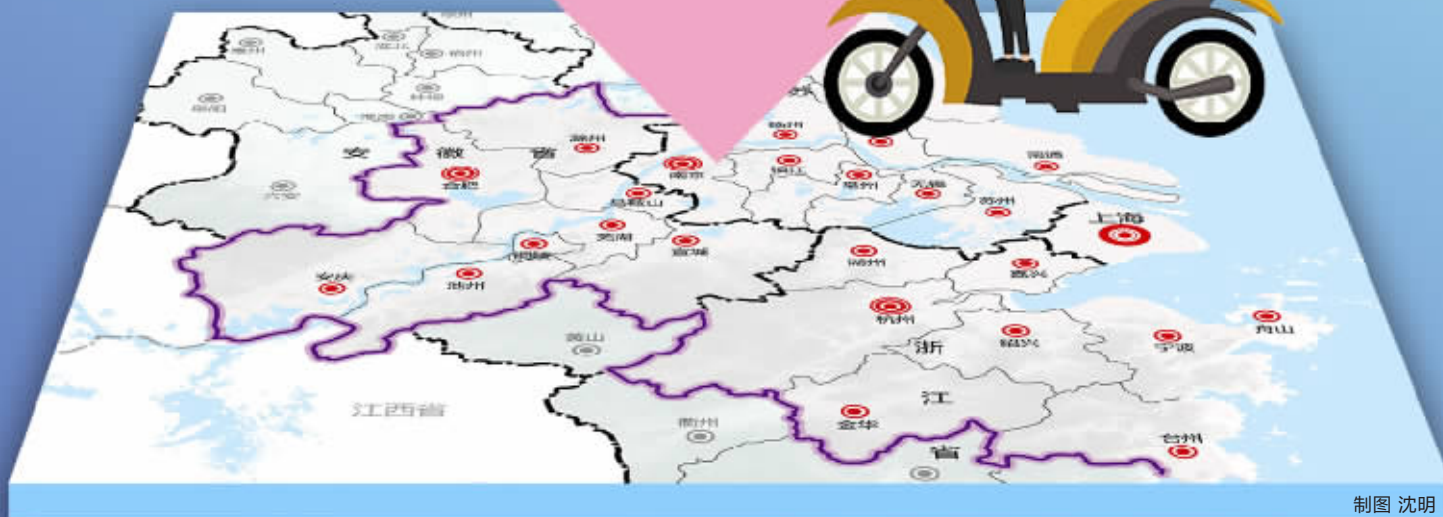 滁州
安 徽 省
合肥
南京
镇江
常州
无锡
南通
六安
马鞍山
苏州
上海
芜湖
宣城
铜陵
湖州
嘉兴
安庆
池州
杭州
舟山
黄山
浙
绍兴
宁波
江西省
江
衢州
金华
台州
省
制图 沈明